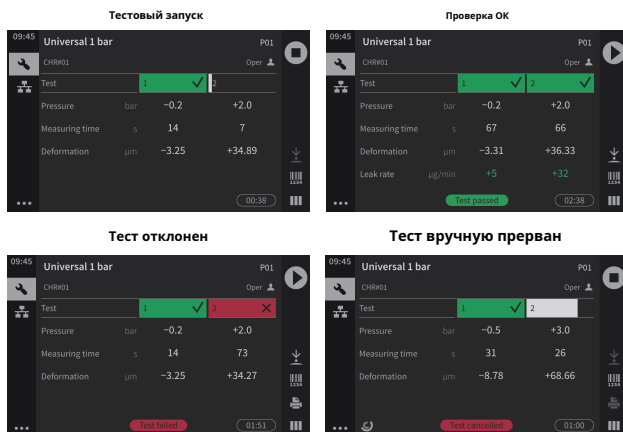 Тестовый запуск
09:45 Universal 1 bar P01
CHR#01 Oper
Test 1 2
Pressure bar −0.2 +2.0
Measuring time s 14 7
Deformation µm −3.25 +34.89
1234
00:38
Проверка OK
09:45 Universal 1 bar P01
CHR#01 Oper
Test 1 2
Pressure bar −0.2 +2.0
Measuring time s 67 66
Deformation µm −3.31 +36.33
Leak rate µg/min +5 +32
1234
Test passed 02:38
Тест отклонен
09:45 Universal 1 bar P01
CHR#01 Oper
Test 1 2
Pressure bar −0.2 +2.0
Measuring time s 14 73
Deformation µm −3.25 +34.27
1234
Test failed 01:51
Тест вручную прерван
09:45 Universal 1 bar P01
CHR#01 Oper
Test 1 2
Pressure bar −0.5 +3.0
Measuring time s 31 26
Deformation µm −8.78 +68.66
1234
Test cancelled 01:00